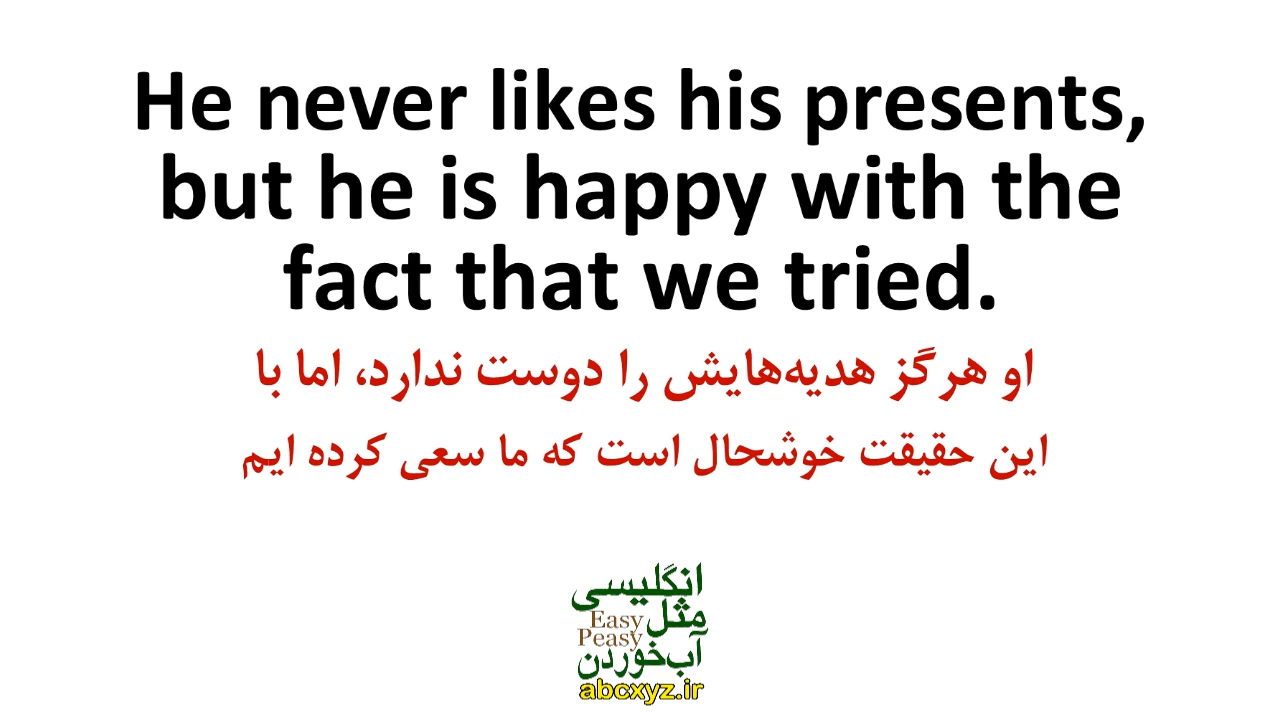 He never likes his presents,
but he is happy with the
fact that we tried.
او هرگز هدیه‌هایش را دوست ندارد، اما با
این حقیقت خوشحال است که ما سعی کرده ایم
انگلیسی
مثل
Easy
Peasy
آب‌خوردن
abcxyz.ir